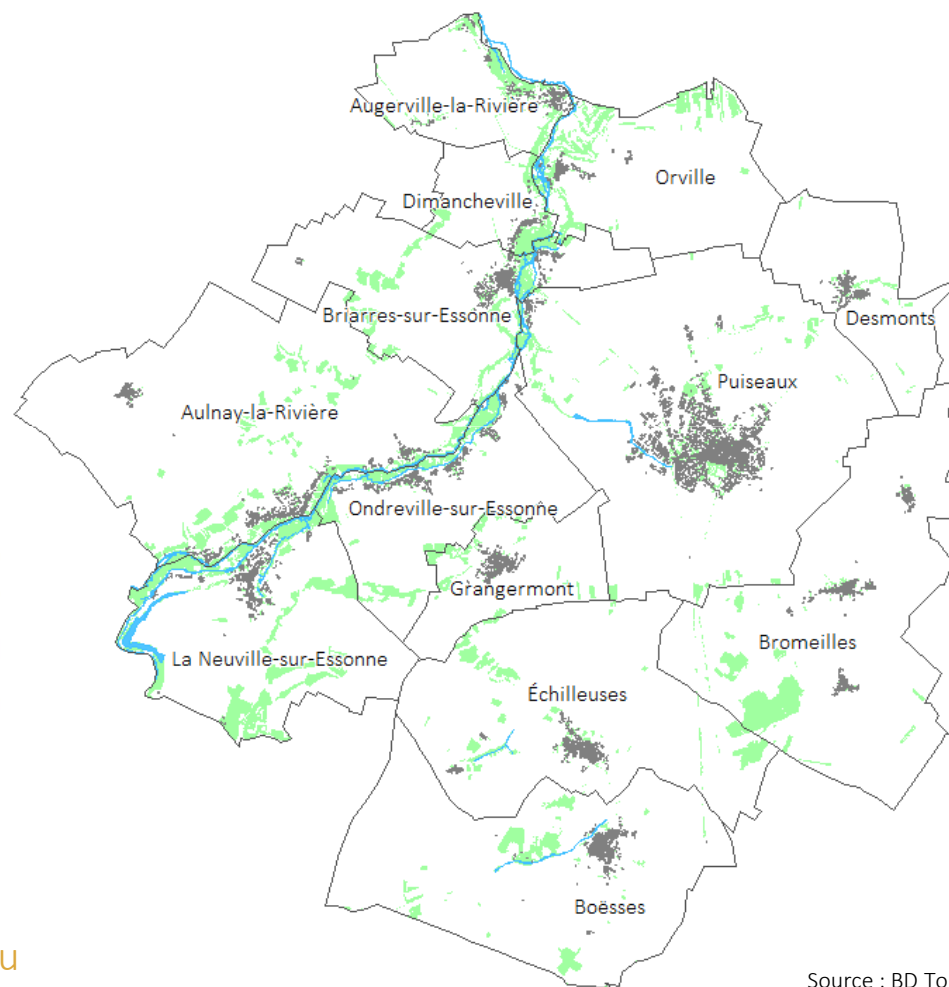 Augerville-la-Rivière
Orville
Dimancheville
Briarres-sur-Essonne
Desmonts
Puiseaux
Aulnay-la-Rivière
Ondreville-sur-Essonne
Grangermont
Bromeilles
La Neuville-sur-Essonne
Échilleuses
Boësses
u
Source : BD To